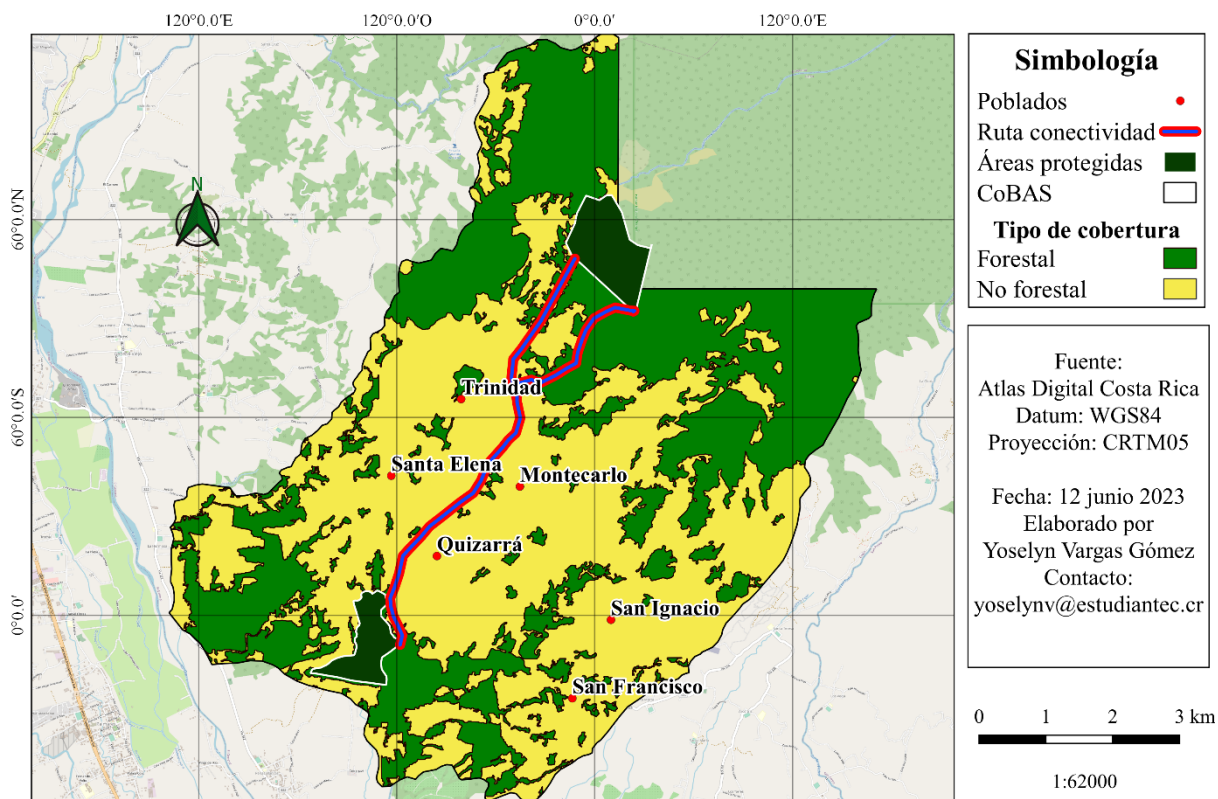 120°0.0'E 120°0.0'O 0°0.0' 120°0.0'E
60°0.0'N
60°0.0'S
0°0.0'
N
Trinidad
Santa Elena
Montecarlo
Quizarrá
San Ignacio
San Francisco
Simbología
Poblados
Ruta conectividad
Áreas protegidas
CoBAS
Tipo de cobertura
Forestal
No forestal
Fuente:
Atlas Digital Costa Rica
Datum: WGS84
Proyección: CRTM05
Fecha: 12 junio 2023
Elaborado por
Yoselyn Vargas Gómez
Contacto:
yoselynv@estudiantec.cr
0 1 2 3 km
1:62000